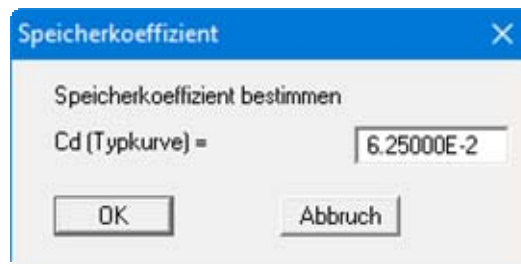 Speicherkoeffizient
Speicherkoeffizient bestimmen
Cd (Typkurve) = 6.25000E-2
OK Abbruch